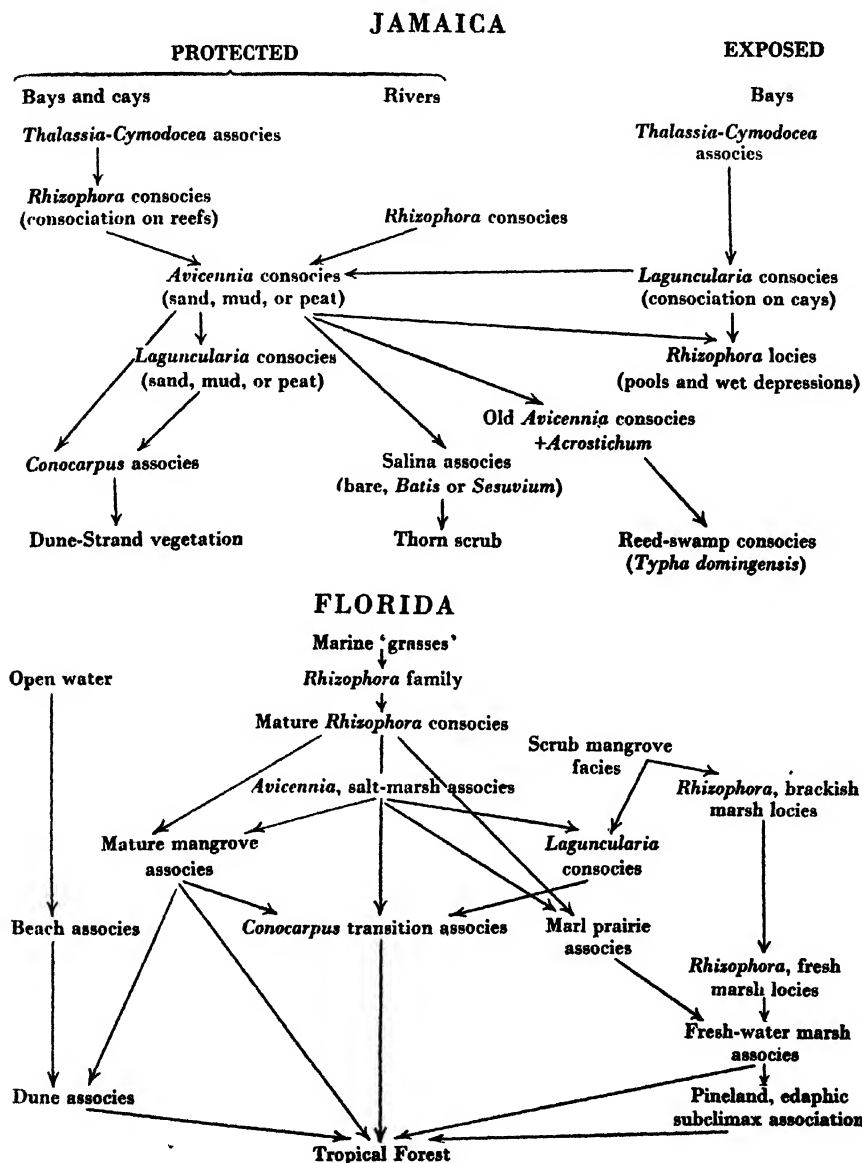 JAMAICA
PROTECTED
EXPOSED
Bays and cays
Rivers
Bays
Thalassia-Cymodocea associes
Thalassia-Cymodocea
associes
Rhizophora consocies
(consociation on reefs)
Rhizophora consocies
Avicennia consocies
(sand, mud, or peat)
Laguncularia consocies
(consociation on cays)
Laguncularia consocies
(sand, mud, or peat)
Rhizophora locies
(pools and wet depressions)
Old Avicennia consocies
+Acrostichum
Conocarpus associes
Salina associes
(bare, Batis or Sesuvium)
Dune-Strand vegetation
Thorn scrub
Reed-swamp consocies
(Typha domingensis)
FLORIDA
Marine 'grasses'
Open water
Rhizophora family
Mature Rhizophora consocies
Scrub mangrove
facies
Avicennia, salt-marsh associes
Rhizophora, brackish
marsh locies
Mature mangrove
associes
Laguncularia
consocies
Beach associes
Conocarpus transition associes
Marl prairie
associes
Rhizophora, fresh
marsh locies
Fresh-water marsh
associes
Dune associes
Pineland, edaphic
subclimax association
Tropical Forest